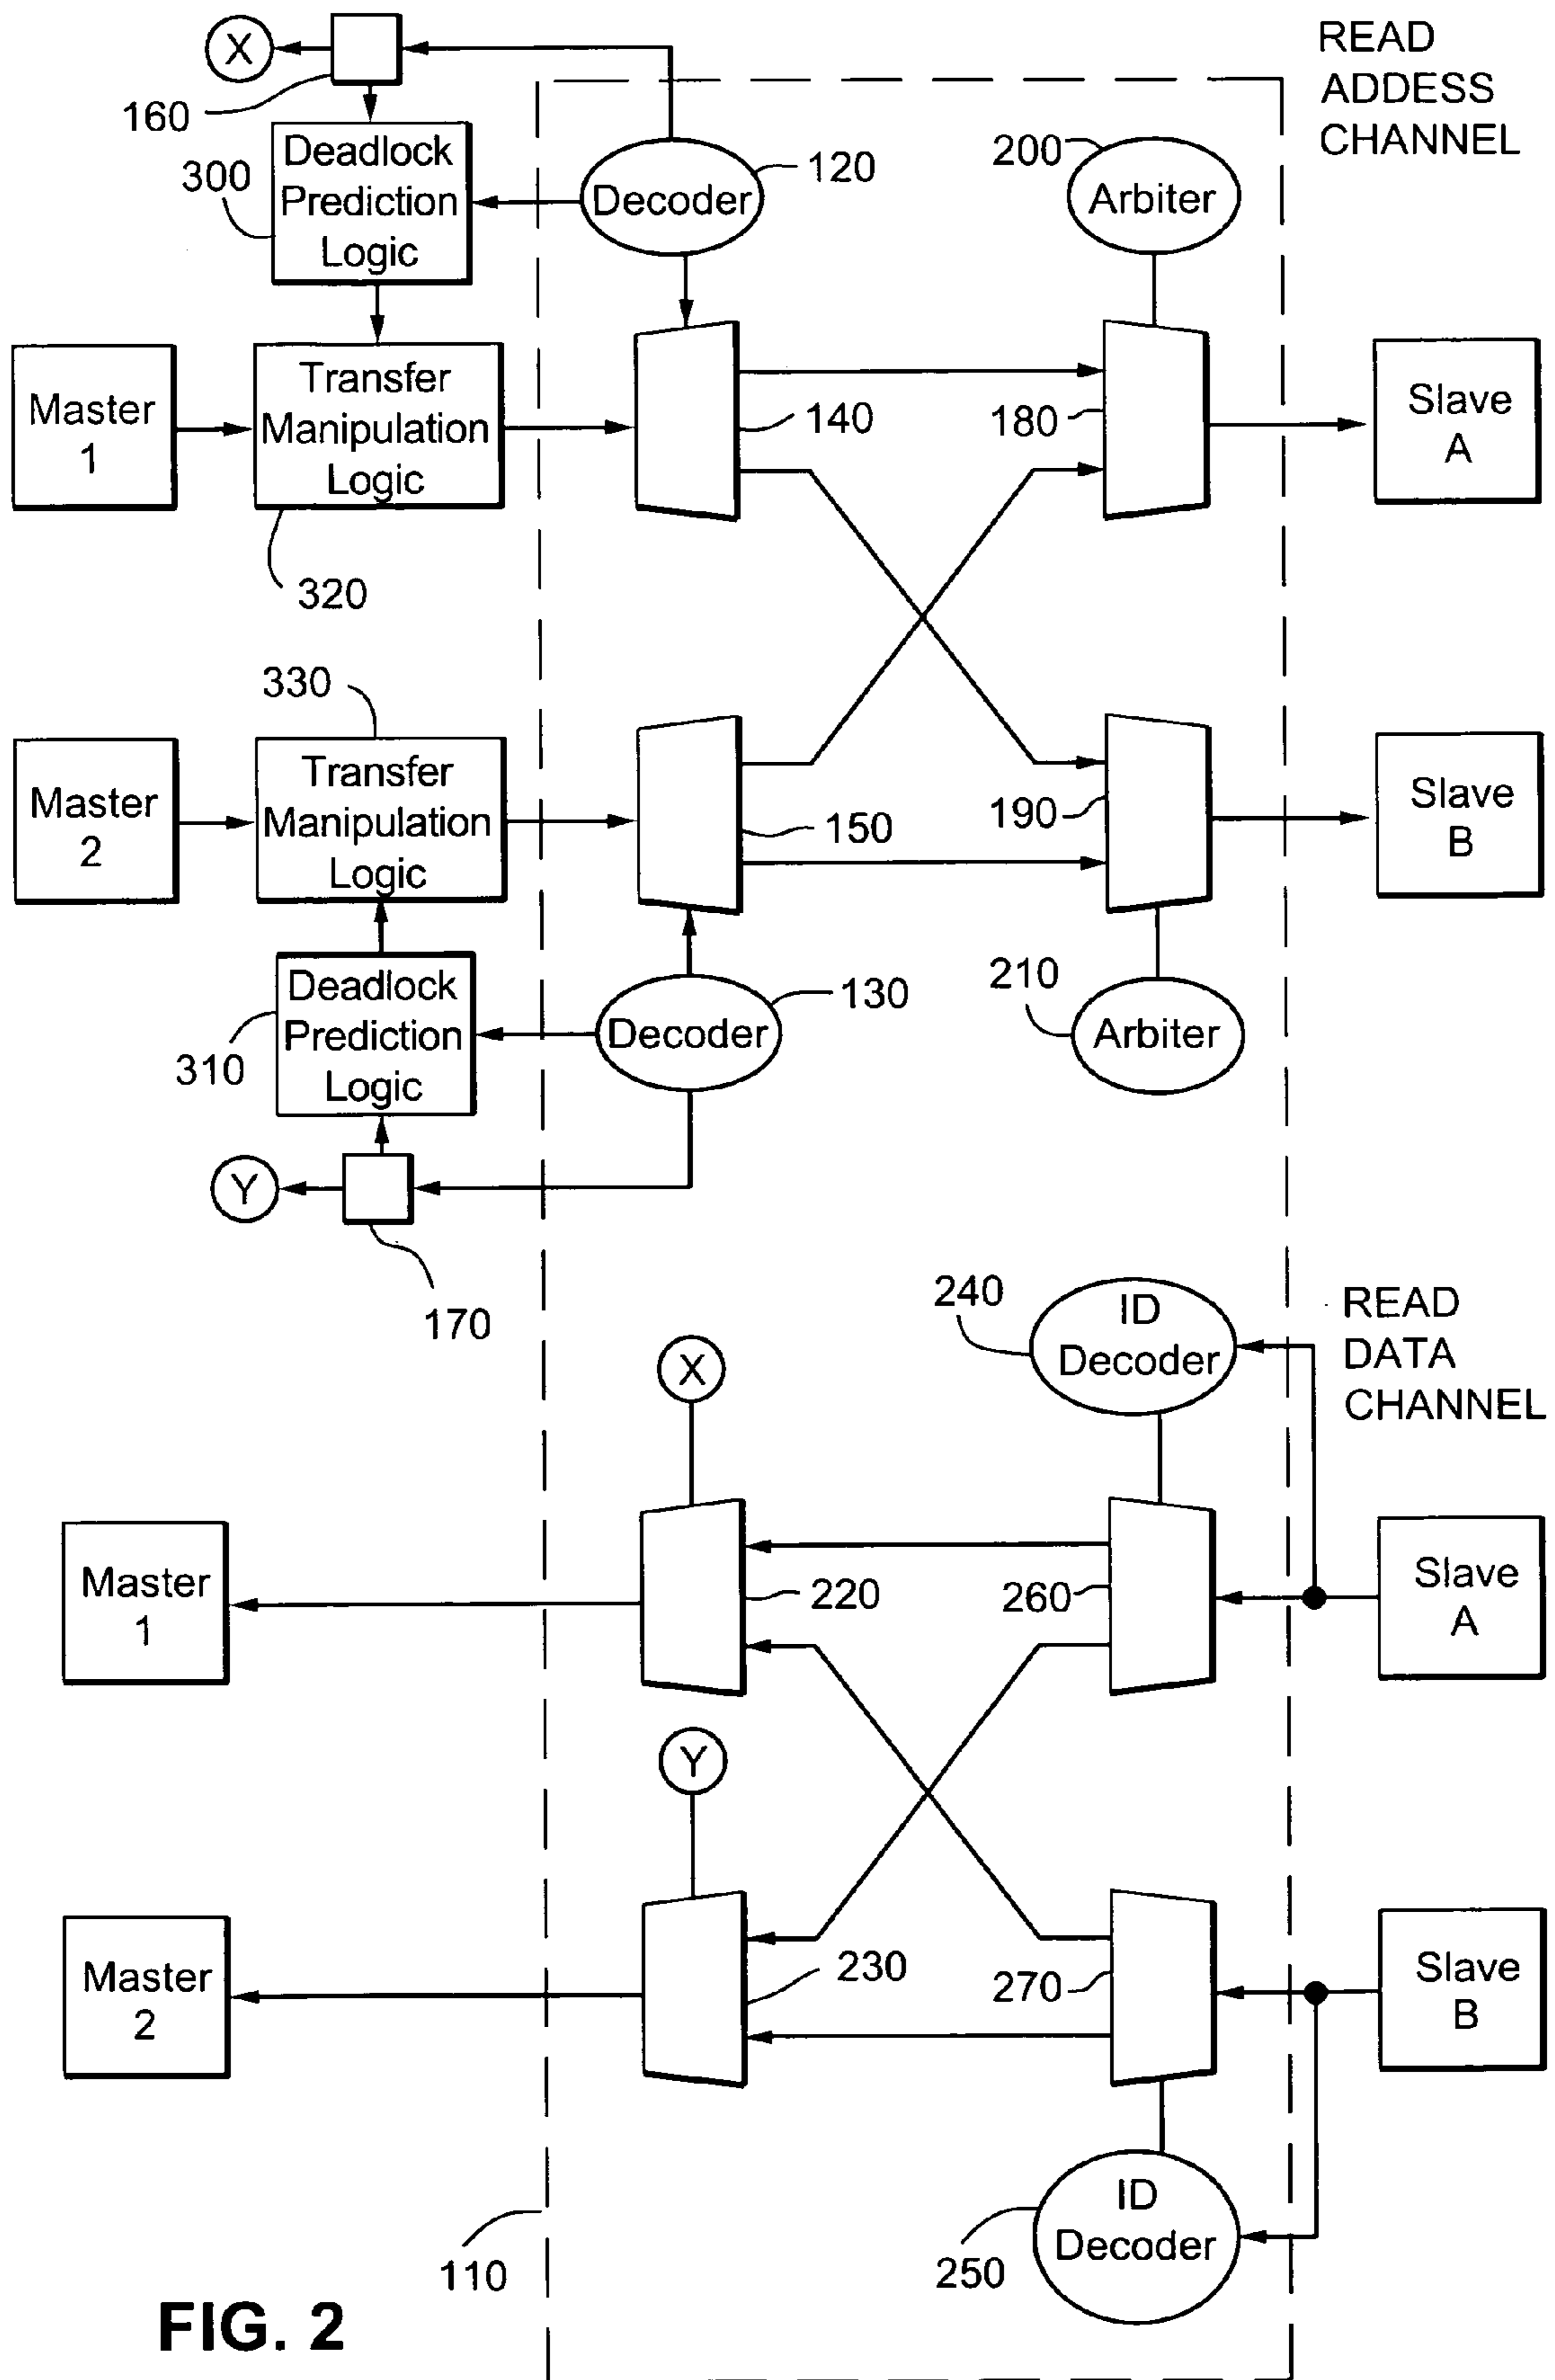 X
READ
ADDESS
CHANNEL
160
Deadlock
Prediction
Logic
300
Decoder
120
200
Arbiter
Master
1
Transfer
Manipulation
Logic
320
140
180
Slave
A
330
Master
2
Transfer
Manipulation
Logic
150
190
Slave
B
Deadlock
Prediction
Logic
310
Decoder
130
210
Arbiter
Y
170
240
ID
Decoder
READ
DATA
CHANNEL
X
Master
1
220
260
Slave
A
Y
Master
2
230
270
Slave
B
110
250
ID
Decoder
FIG. 2